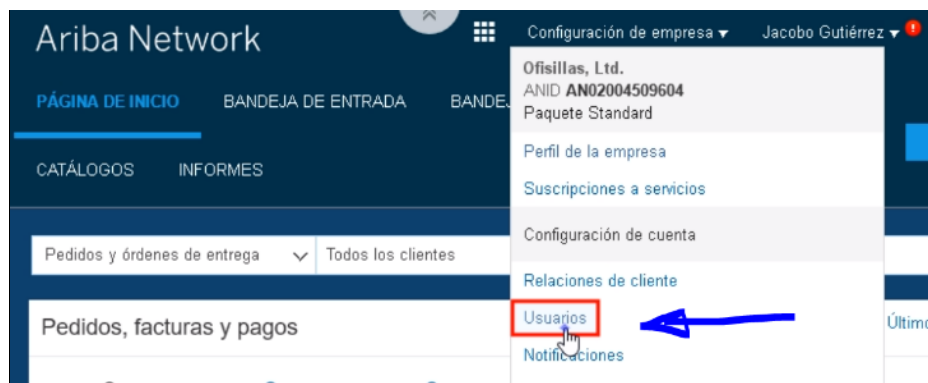 Ariba Network
Configuración de empresa
Jacobo Gutiérrez
Ofisillas, Ltd.
ANID AN02004509604
Paquete Standard
PÁGINA DE INICIO
BANDEJA DE ENTRADA
CATÁLOGOS
INFORMES
Perfil de la empresa
Suscripciones a servicios
Configuración de cuenta
Relaciones de cliente
Usuarios
Notificaciones
Pedidos y órdenes de entrega
Todos los clientes
Pedidos, facturas y pagos